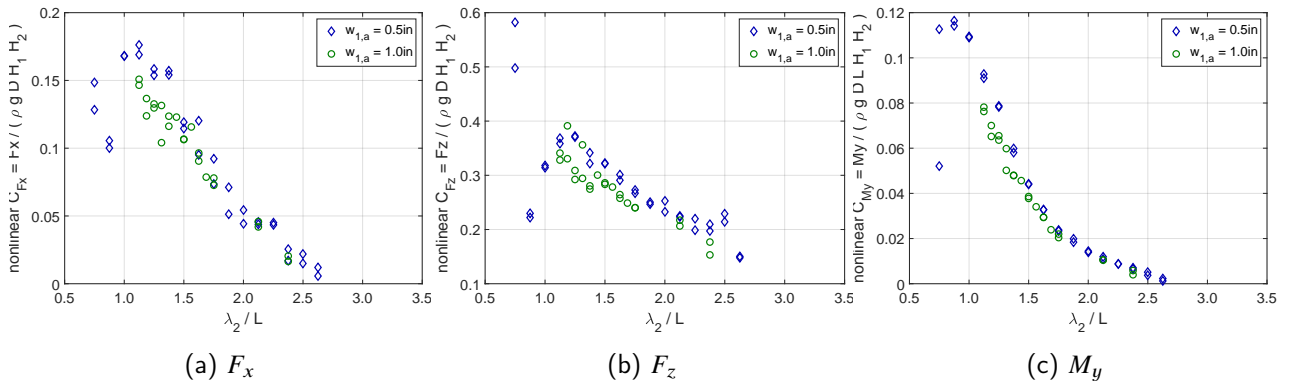 nonlinear C_Fx = Fx / ( ρ g D H_1 H_2 )
0.2
0.15
0.1
0.05
0
0.5 1.0 1.5 2.0 2.5 3.0 3.5
λ_2 / L
w_1,a = 0.5in
w_1,a = 1.0in
(a) F_x
nonlinear C_Fz = Fz / ( ρ g D H_1 H_2 )
0.6
0.5
0.4
0.3
0.2
0.1
0.5 1.0 1.5 2.0 2.5 3.0 3.5
λ_2 / L
w_1,a = 0.5in
w_1,a = 1.0in
(b) F_z
nonlinear C_My = My / ( ρ g D L H_1 H_2 )
0.12
0.1
0.08
0.06
0.04
0.02
0
0.5 1.0 1.5 2.0 2.5 3.0 3.5
λ_2 / L
w_1,a = 0.5in
w_1,a = 1.0in
(c) M_y